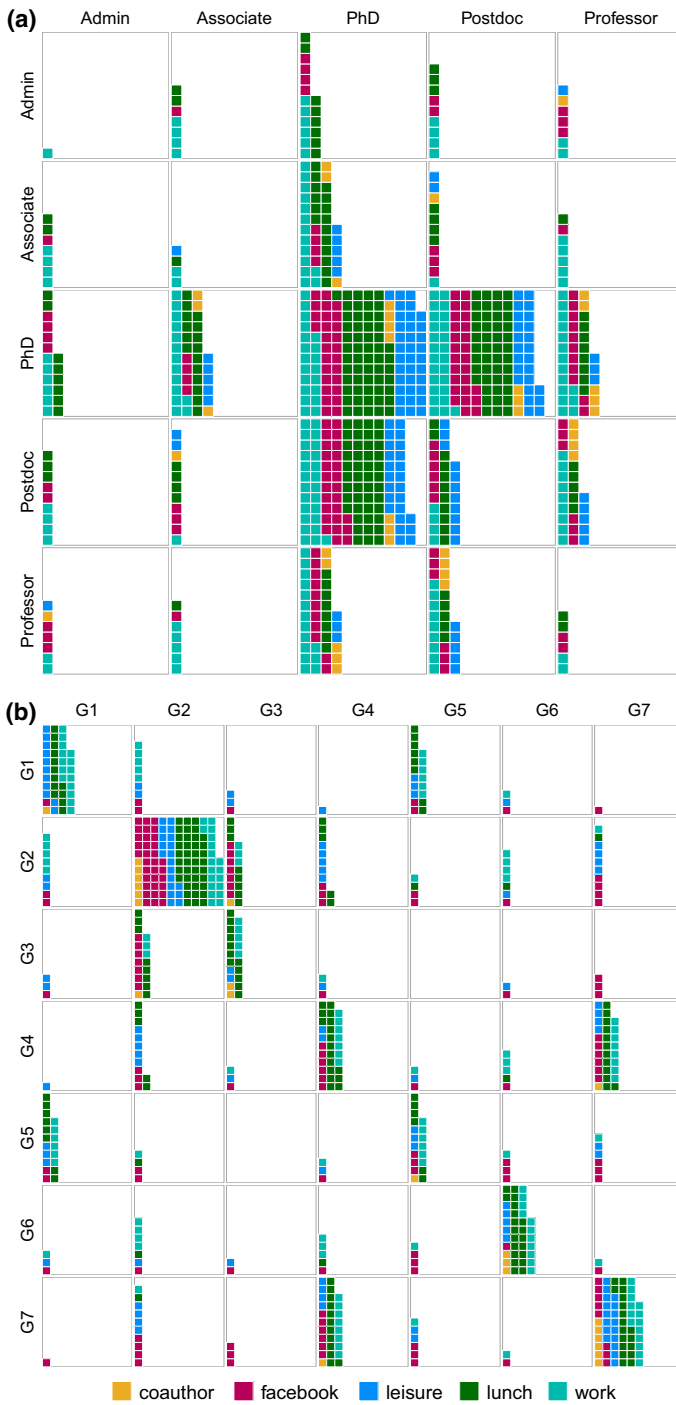 (a)
Admin Associate PhD Postdoc Professor
Admin
Associate
PhD
Postdoc
Professor
(b)
G1 G2 G3 G4 G5 G6 G7
G1
G2
G3
G4
G5
G6
G7
coauthor facebook leisure lunch work